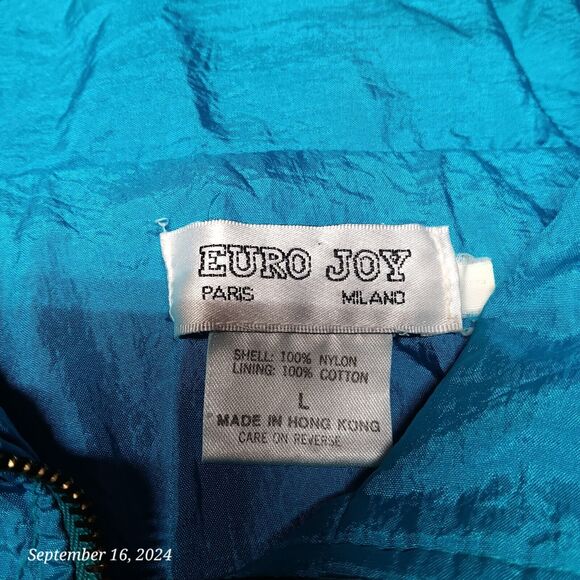 EURO JOY
PARIS MILANO
SHELL: 100% NYLON
LINING: 100% COTTON
L
MADE IN HONG KONG
CARE ON REVERSE
September 16, 2024